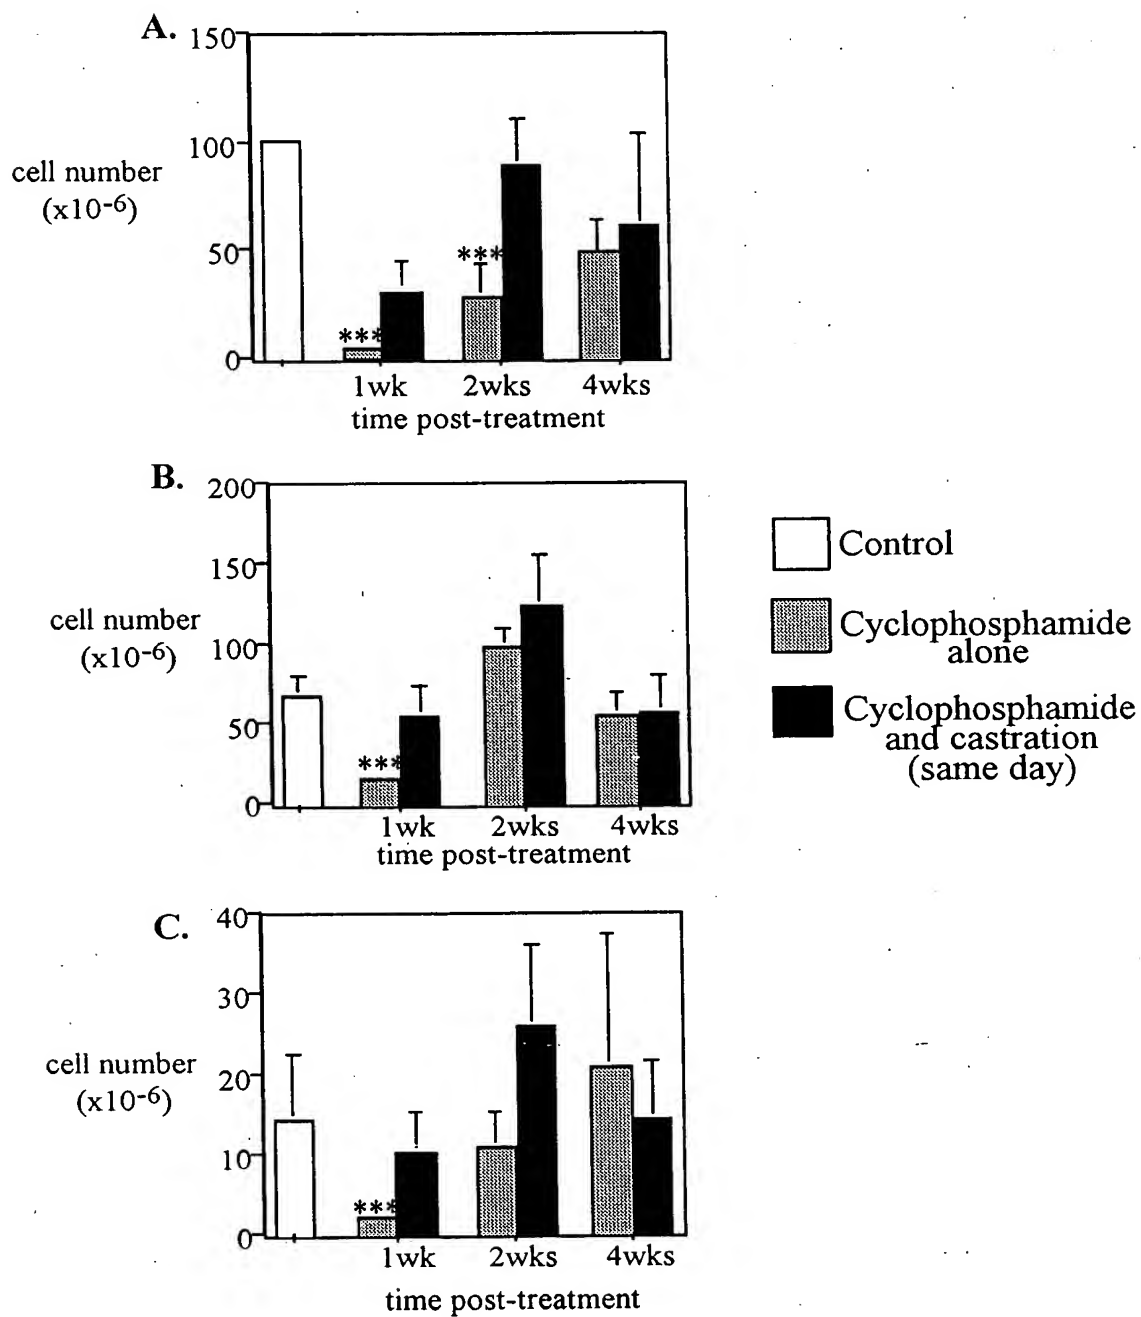 A.
150
100
50
0
cell number
(x10-6)
***
***
1wk 2wks 4wks
time post-treatment
B.
200
150
100
50
0
cell number
(x10-6)
***
1wk 2wks 4wks
time post-treatment
Control
Cyclophosphamide
alone
Cyclophosphamide
and castration
(same day)
C.
40
30
20
10
0
cell number
(x10-6)
***
1wk 2wks 4wks
time post-treatment